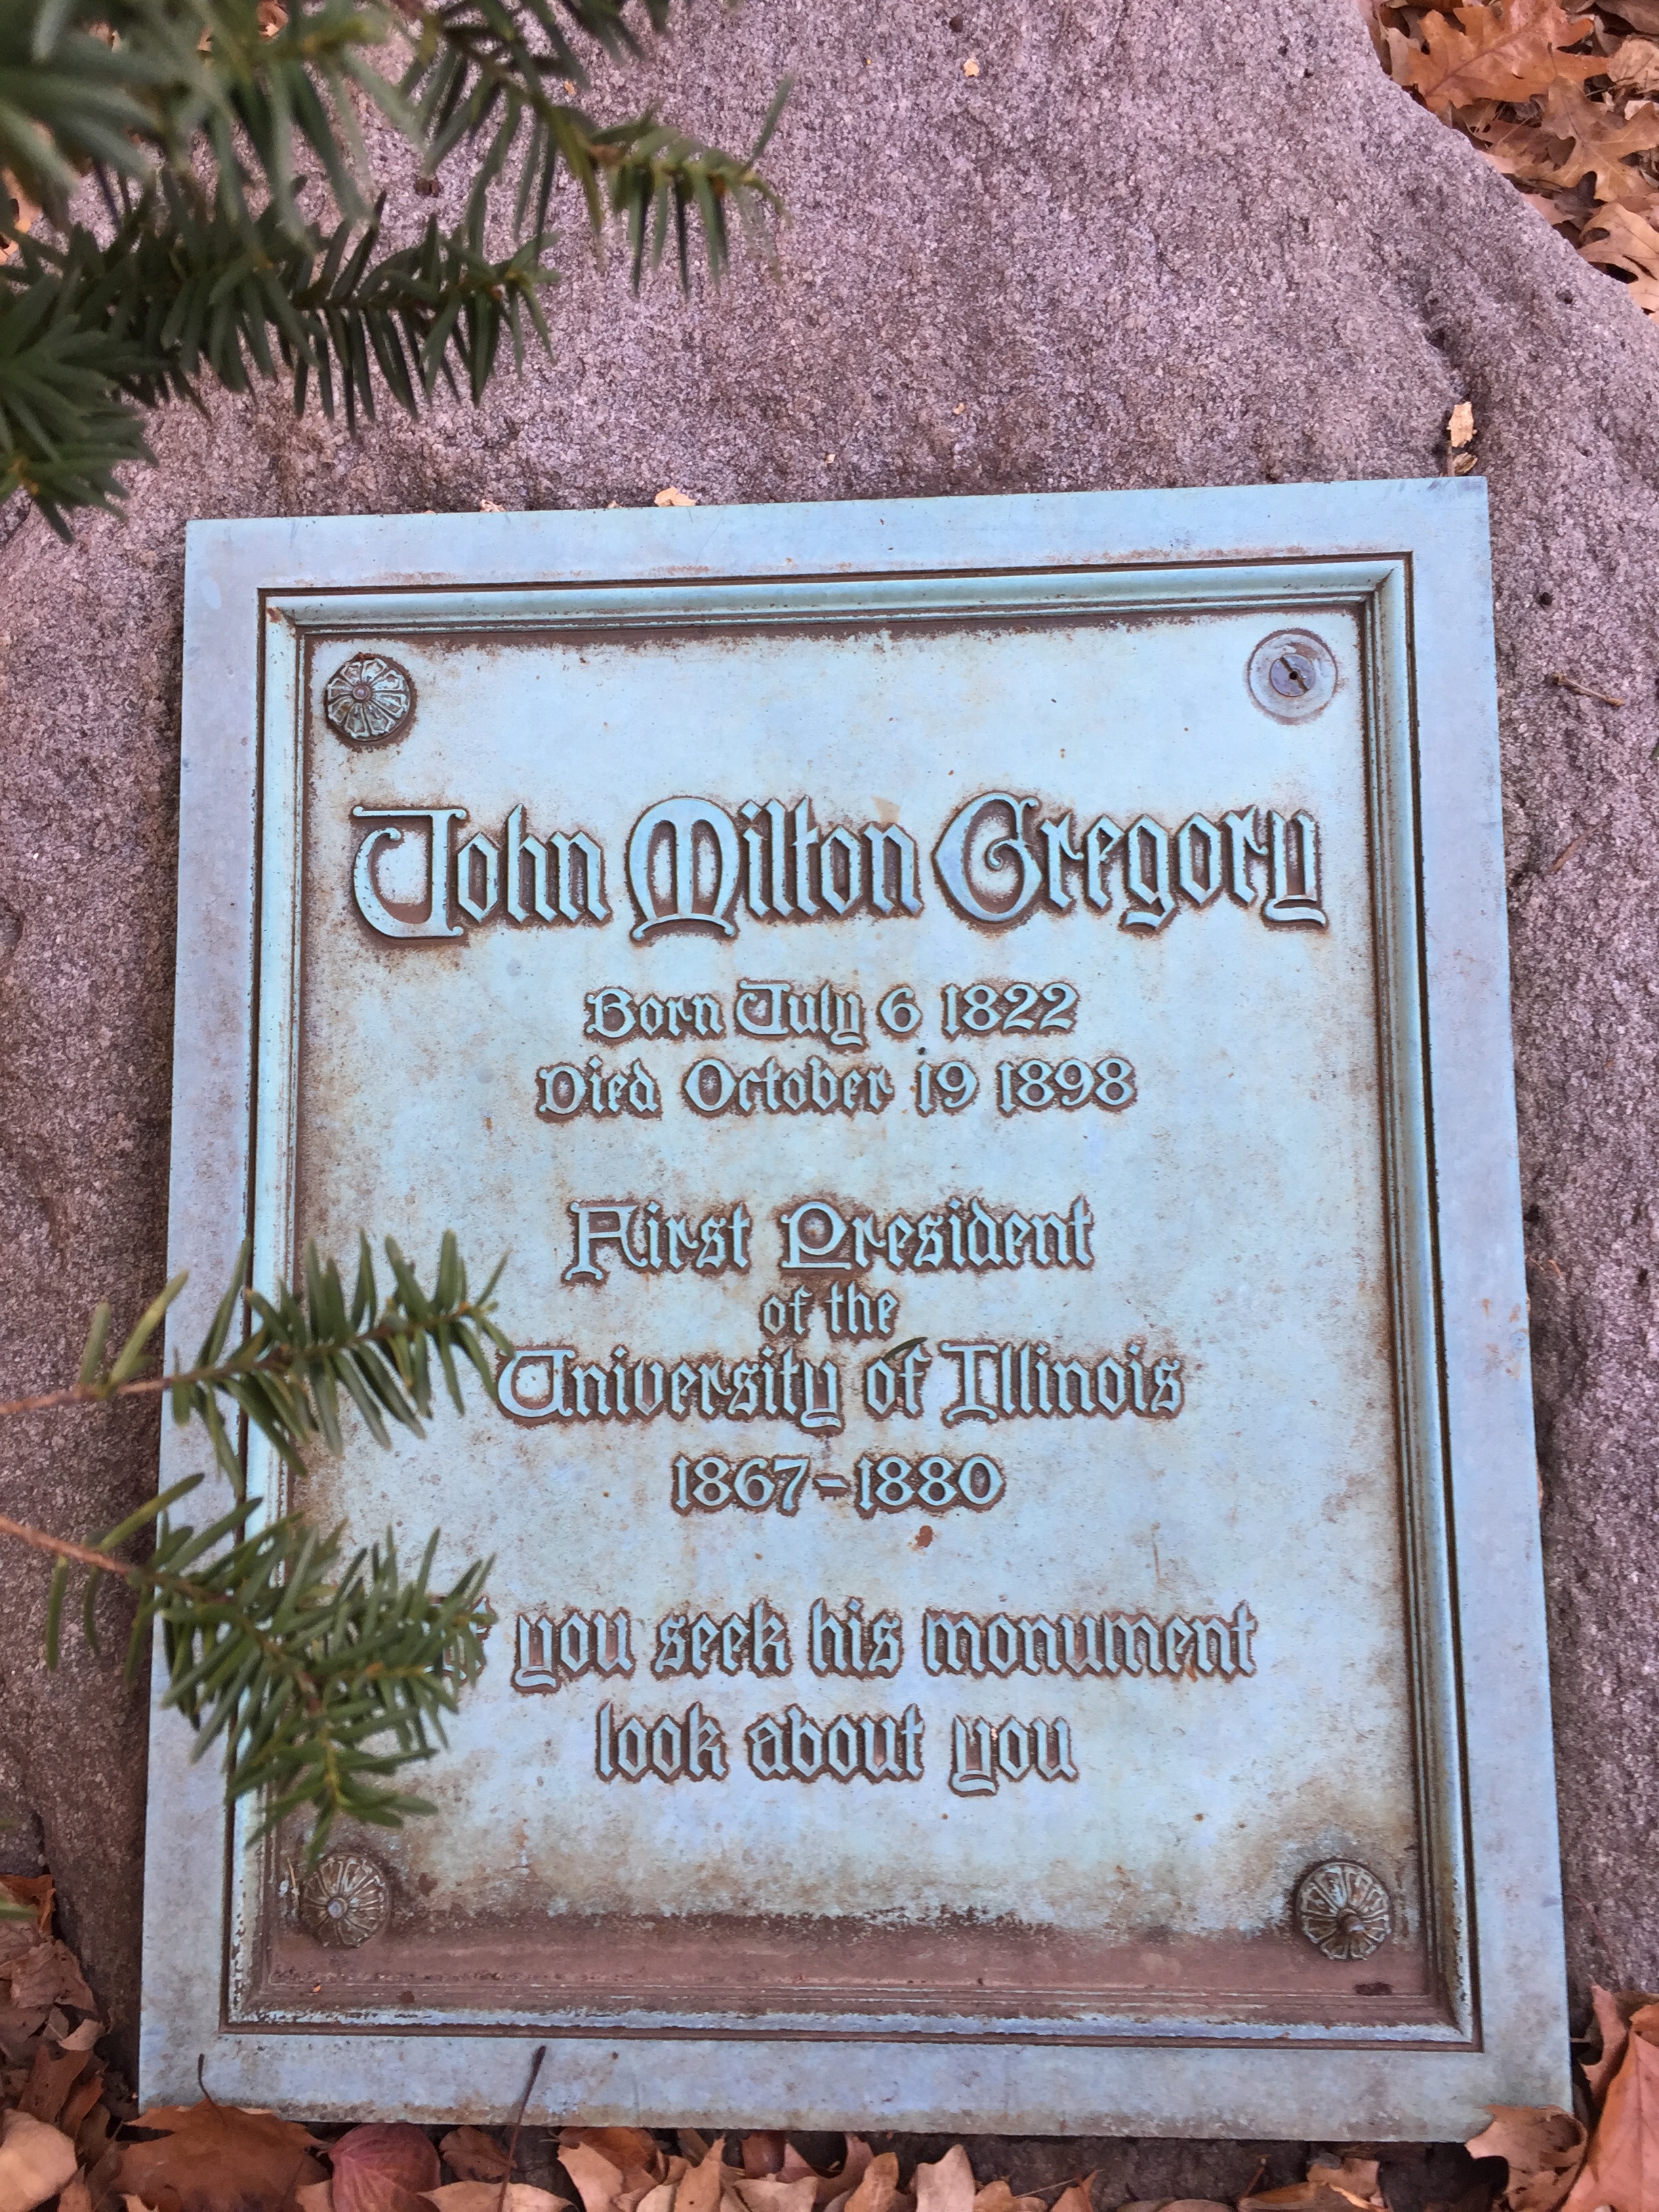 John Milton Gregory
Born July 6 1822
Died October 19 1898
First President
of the
University of Illinois
1867-1880
If you seek his monument
look about you